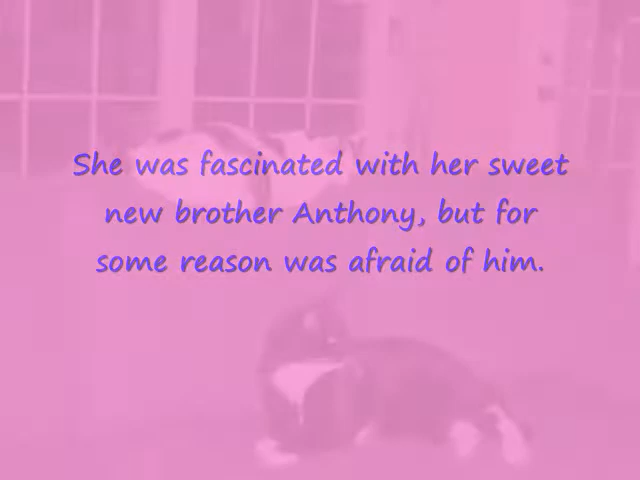 She was fascinated with her sweet
new brother Anthony, but for
some reason was afraid of him.